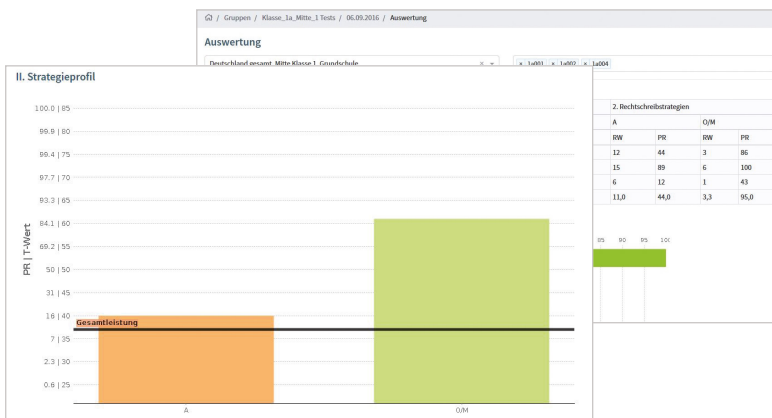 / Gruppen / Klasse_1a_Mitte_1 Tests / 06.09.2016 / Auswertung
Auswertung
Deutschland gesamt, Mitte Klasse 1, Grundschule × × 1a001 × 1a002 × 1a004
2. Rechtschreibstrategien
A O/M
RW PR RW PR
12 44 3 86
15 89 6 100
6 12 1 43
11,0 44,0 3,3 95,0
85 90 95 100
II. Strategieprofil
PR | T-Wert
100.0 | 85
99.9 | 80
99.4 | 75
97.7 | 70
93.3 | 65
84.1 | 60
69.2 | 55
50 | 50
31 | 45
16 | 40
Gesamtleistung
7 | 35
2.3 | 30
0.6 | 25
A O/M